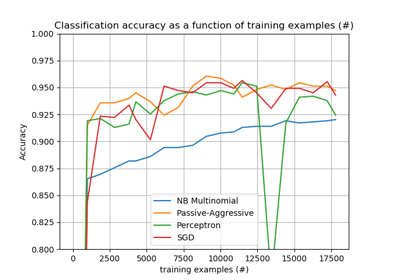 Classification accuracy as a function of training examples (#)
1.000
0.975
0.950
0.925
0.900
0.875
0.850
0.825
0.800
Accuracy
NB Multinomial
Passive-Aggressive
Perceptron
SGD
0 2500 5000 7500 10000 12500 15000 17500
training examples (#)